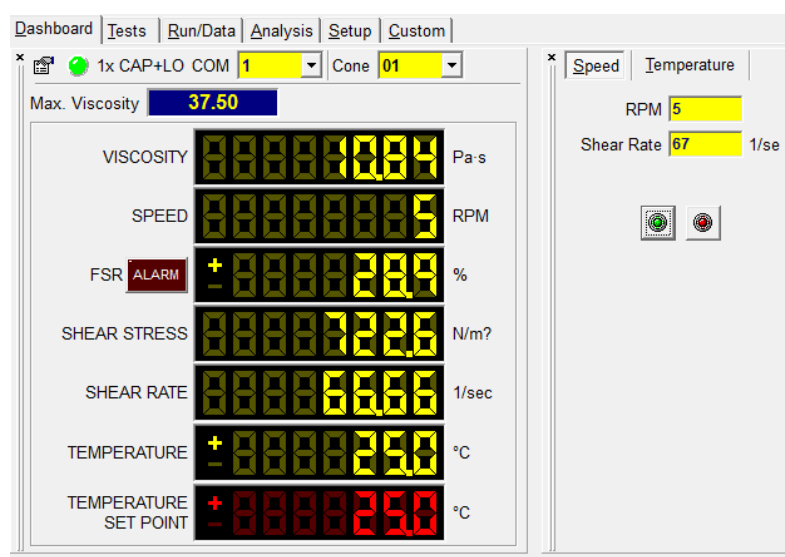 Dashboard Tests Run/Data Analysis Setup Custom
1x CAP+LO COM 1 Cone 01
Max. Viscosity 37.50
VISCOSITY 10.84 Pa·s
SPEED 5 RPM
FSR ALARM + 28.4 %
SHEAR STRESS 722.6 N/m?
SHEAR RATE 66.66 1/sec
TEMPERATURE + 25.0 °C
TEMPERATURE
SET POINT + 25.0 °C
Speed Temperature
RPM 5
Shear Rate 67 1/se